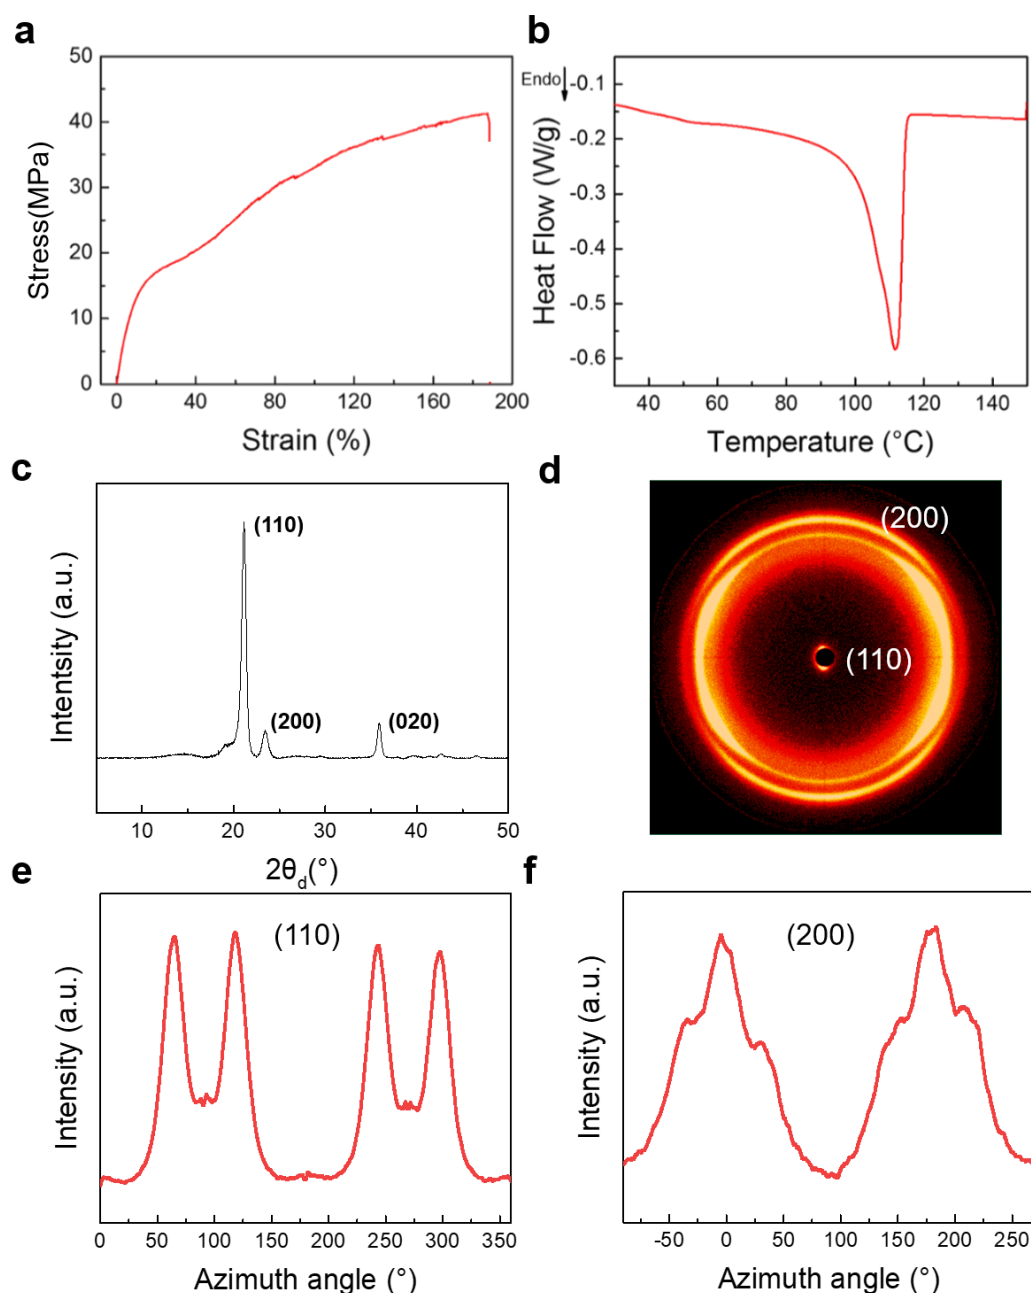 a
50
40
30
20
10
0
Stress(MPa)
0 40 80 120 160 200
Strain (%)
b
Endo
-0.1
-0.2
-0.3
-0.4
-0.5
-0.6
Heat Flow (W/g)
40 60 80 100 120 140
Temperature (°C)
c
(110)
(200)
(020)
Intentsity (a.u.)
10 20 30 40 50
2θd(°)
d
(200)
(110)
e
(110)
Intensity (a.u.)
0 50 100 150 200 250 300 350
Azimuth angle (°)
f
(200)
Intensity (a.u.)
-50 0 50 100 150 200 250
Azimuth angle (°)